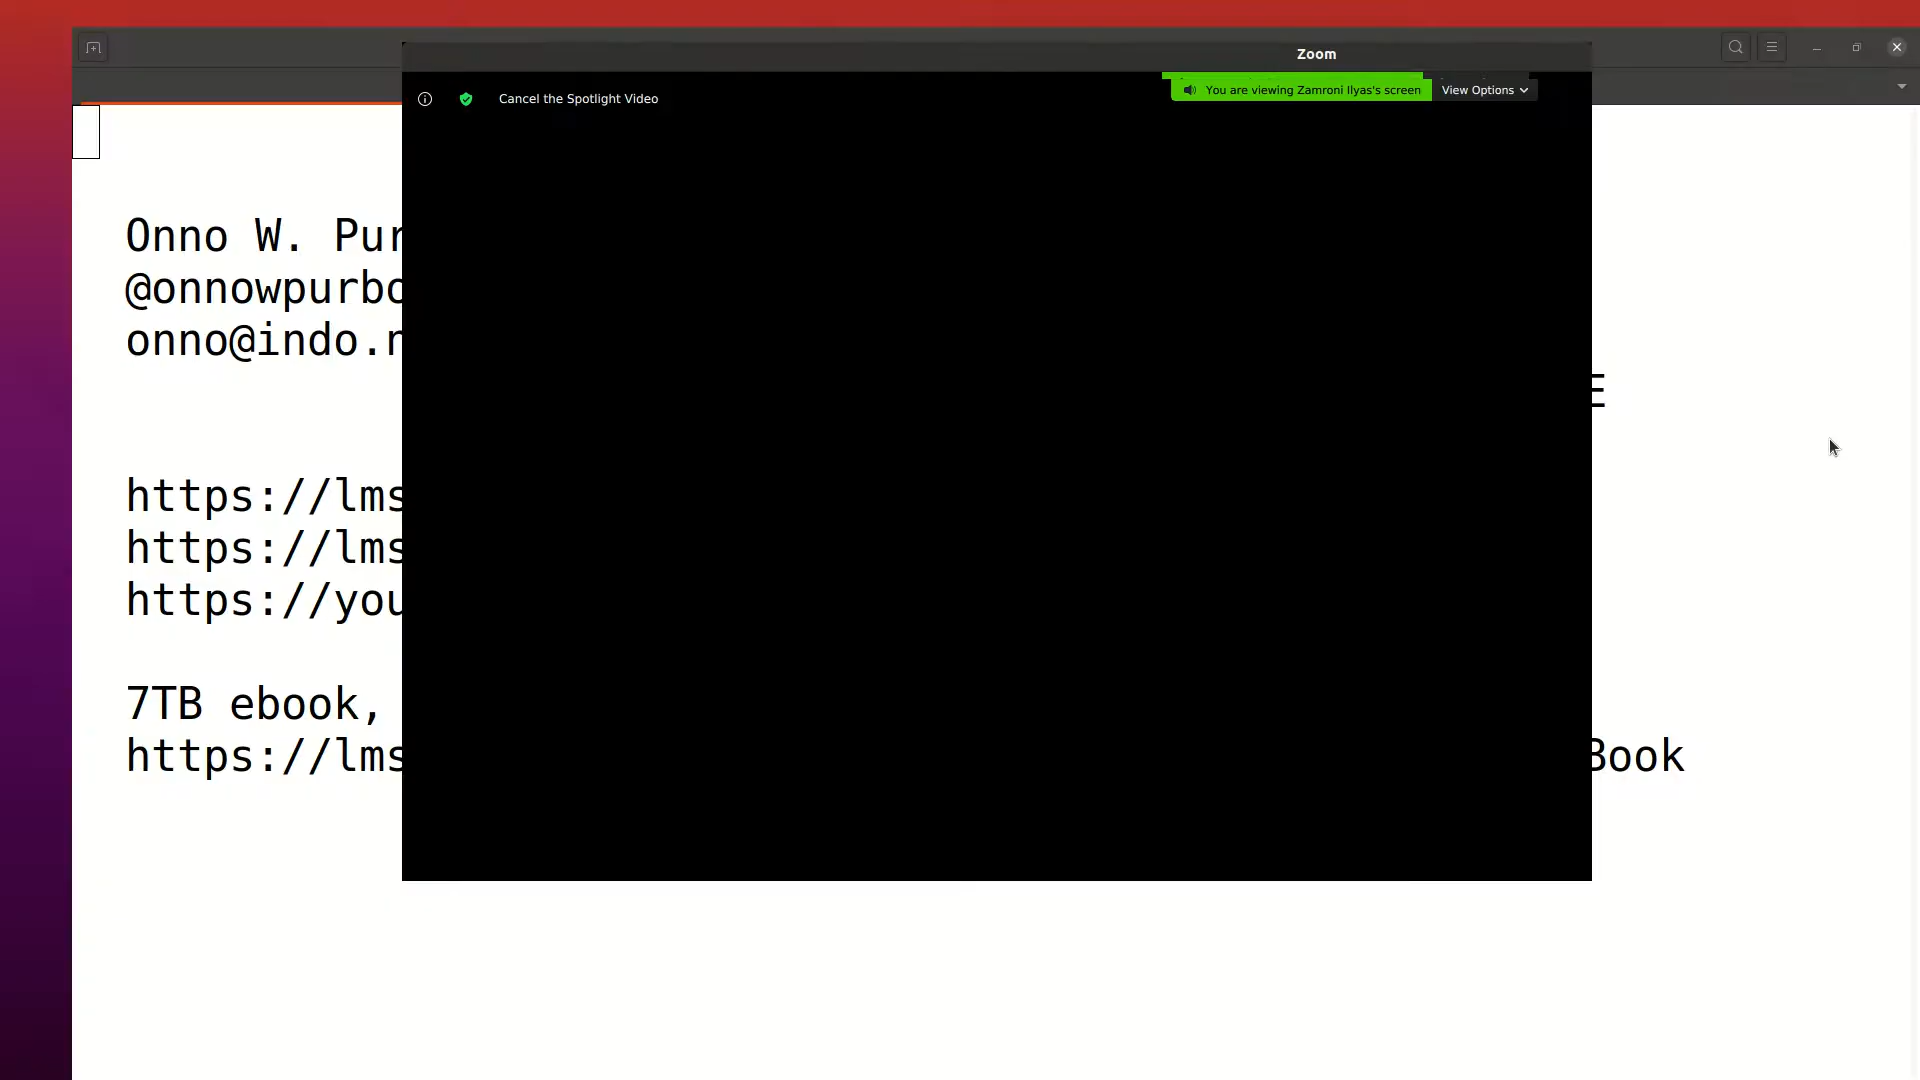 Zoom
Cancel the Spotlight Video
You are viewing Zamroni Ilyas's screen
View Options
Onno W. Pur
@onnowpurbo
onno@indo.n
E
https://lms
https://lms
https://you
7TB ebook,
https://lms Book